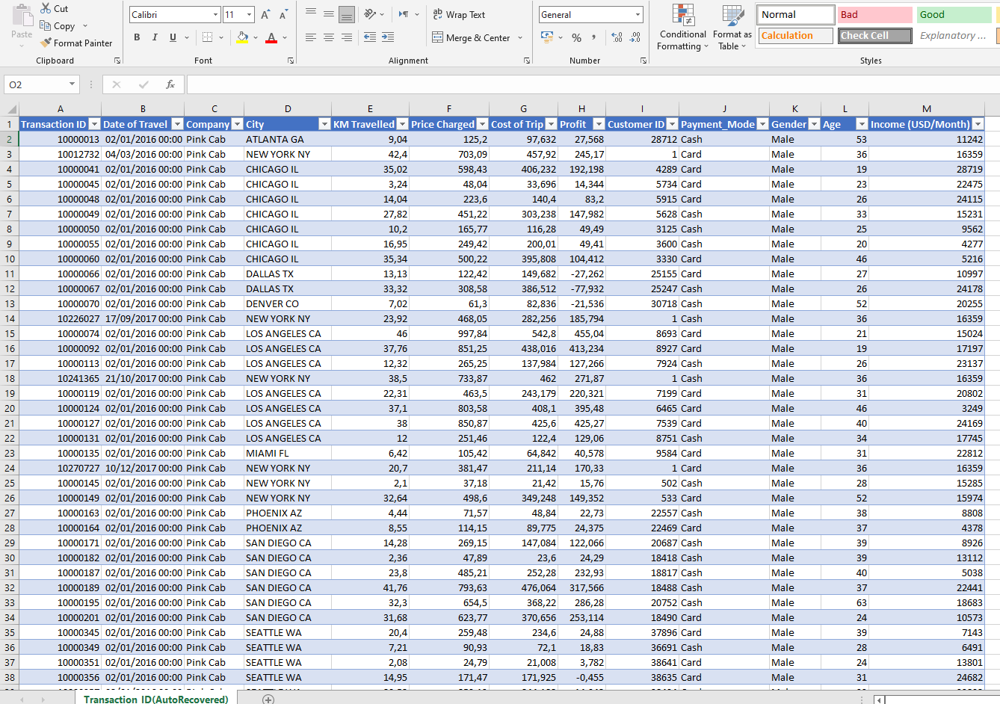 Cut
Copy
Paste
Format Painter
Clipboard
Calibri 11 A A
B I U A
Font
ab Wrap Text
Merge & Center
Alignment
General
% ,
Number
Conditional Formatting
Format as Table
Normal Bad Good
Calculation Check Cell Explanatory ...
Styles
O2 fx
A B C D E F G H I J K L M
1 Transaction ID Date of Travel Company City KM Travelled Price Charged Cost of Trip Profit Customer ID Payment_Mode Gender Age Income (USD/Month)
2 10000013 02/01/2016 00:00 Pink Cab ATLANTA GA 9,04 125,2 97,632 27,568 28712 Cash Male 53 11242
3 10012732 04/03/2016 00:00 Pink Cab NEW YORK NY 42,4 703,09 457,92 245,17 1 Card Male 36 16359
4 10000041 02/01/2016 00:00 Pink Cab CHICAGO IL 35,02 598,43 406,232 192,198 4289 Card Male 19 28719
5 10000045 02/01/2016 00:00 Pink Cab CHICAGO IL 3,24 48,04 33,696 14,344 5734 Card Male 23 22475
6 10000048 02/01/2016 00:00 Pink Cab CHICAGO IL 14,04 223,6 140,4 83,2 5915 Card Male 26 24115
7 10000049 02/01/2016 00:00 Pink Cab CHICAGO IL 27,82 451,22 303,238 147,982 5628 Cash Male 33 15231
8 10000050 02/01/2016 00:00 Pink Cab CHICAGO IL 10,2 165,77 116,28 49,49 3125 Cash Male 25 9562
9 10000055 02/01/2016 00:00 Pink Cab CHICAGO IL 16,95 249,42 200,01 49,41 3600 Cash Male 20 4277
10 10000060 02/01/2016 00:00 Pink Cab CHICAGO IL 35,34 500,22 395,808 104,412 3330 Card Male 46 5216
11 10000066 02/01/2016 00:00 Pink Cab DALLAS TX 13,13 122,42 149,682 -27,262 25155 Card Male 27 10997
12 10000067 02/01/2016 00:00 Pink Cab DALLAS TX 33,32 308,58 386,512 -77,932 25247 Cash Male 26 24178
13 10000070 02/01/2016 00:00 Pink Cab DENVER CO 7,02 61,3 82,836 -21,536 30718 Cash Male 52 20255
14 10226027 17/09/2017 00:00 Pink Cab NEW YORK NY 23,92 468,05 282,256 185,794 1 Cash Male 36 16359
15 10000074 02/01/2016 00:00 Pink Cab LOS ANGELES CA 46 997,84 542,8 455,04 8693 Card Male 21 15024
16 10000092 02/01/2016 00:00 Pink Cab LOS ANGELES CA 37,76 851,25 438,016 413,234 8927 Card Male 19 17197
17 10000113 02/01/2016 00:00 Pink Cab LOS ANGELES CA 12,32 265,25 137,984 127,266 7924 Cash Male 26 23137
18 10241365 21/10/2017 00:00 Pink Cab NEW YORK NY 38,5 733,87 462 271,87 1 Cash Male 36 16359
19 10000119 02/01/2016 00:00 Pink Cab LOS ANGELES CA 22,31 463,5 243,179 220,321 7199 Card Male 31 20802
20 10000124 02/01/2016 00:00 Pink Cab LOS ANGELES CA 37,1 803,58 408,1 395,48 6465 Card Male 46 3249
21 10000127 02/01/2016 00:00 Pink Cab LOS ANGELES CA 38 850,87 425,6 425,27 7539 Card Male 40 24169
22 10000131 02/01/2016 00:00 Pink Cab LOS ANGELES CA 12 251,46 122,4 129,06 8751 Cash Male 34 17745
23 10000135 02/01/2016 00:00 Pink Cab MIAMI FL 6,42 105,42 64,842 40,578 9584 Card Male 31 22812
24 10270727 10/12/2017 00:00 Pink Cab NEW YORK NY 20,7 381,47 211,14 170,33 1 Card Male 36 16359
25 10000145 02/01/2016 00:00 Pink Cab NEW YORK NY 2,1 37,18 21,42 15,76 502 Cash Male 28 15285
26 10000149 02/01/2016 00:00 Pink Cab NEW YORK NY 32,64 498,6 349,248 149,352 533 Card Male 52 15974
27 10000163 02/01/2016 00:00 Pink Cab PHOENIX AZ 4,44 71,57 48,84 22,73 22557 Cash Male 38 8808
28 10000164 02/01/2016 00:00 Pink Cab PHOENIX AZ 8,55 114,15 89,775 24,375 22469 Card Male 37 4378
29 10000171 02/01/2016 00:00 Pink Cab SAN DIEGO CA 14,28 269,15 147,084 122,066 20687 Cash Male 39 8926
30 10000182 02/01/2016 00:00 Pink Cab SAN DIEGO CA 2,36 47,89 23,6 24,29 18418 Cash Male 39 13112
31 10000187 02/01/2016 00:00 Pink Cab SAN DIEGO CA 23,8 485,21 252,28 232,93 18817 Cash Male 40 5038
32 10000189 02/01/2016 00:00 Pink Cab SAN DIEGO CA 41,76 793,63 476,064 317,566 18488 Cash Male 37 22441
33 10000195 02/01/2016 00:00 Pink Cab SAN DIEGO CA 32,3 654,5 368,22 286,28 20752 Cash Male 63 18683
34 10000201 02/01/2016 00:00 Pink Cab SAN DIEGO CA 31,68 623,77 370,656 253,114 18490 Card Male 24 10573
35 10000345 02/01/2016 00:00 Pink Cab SEATTLE WA 20,4 259,48 234,6 24,88 37896 Card Male 39 7143
36 10000349 02/01/2016 00:00 Pink Cab SEATTLE WA 7,21 90,93 72,1 18,83 36691 Cash Male 28 6491
37 10000351 02/01/2016 00:00 Pink Cab SEATTLE WA 2,08 24,79 21,008 3,782 38641 Card Male 24 13801
38 10000356 02/01/2016 00:00 Pink Cab SEATTLE WA 14,95 171,47 171,925 -0,455 38635 Card Male 31 24682
Transaction_ID(AutoRecovered)